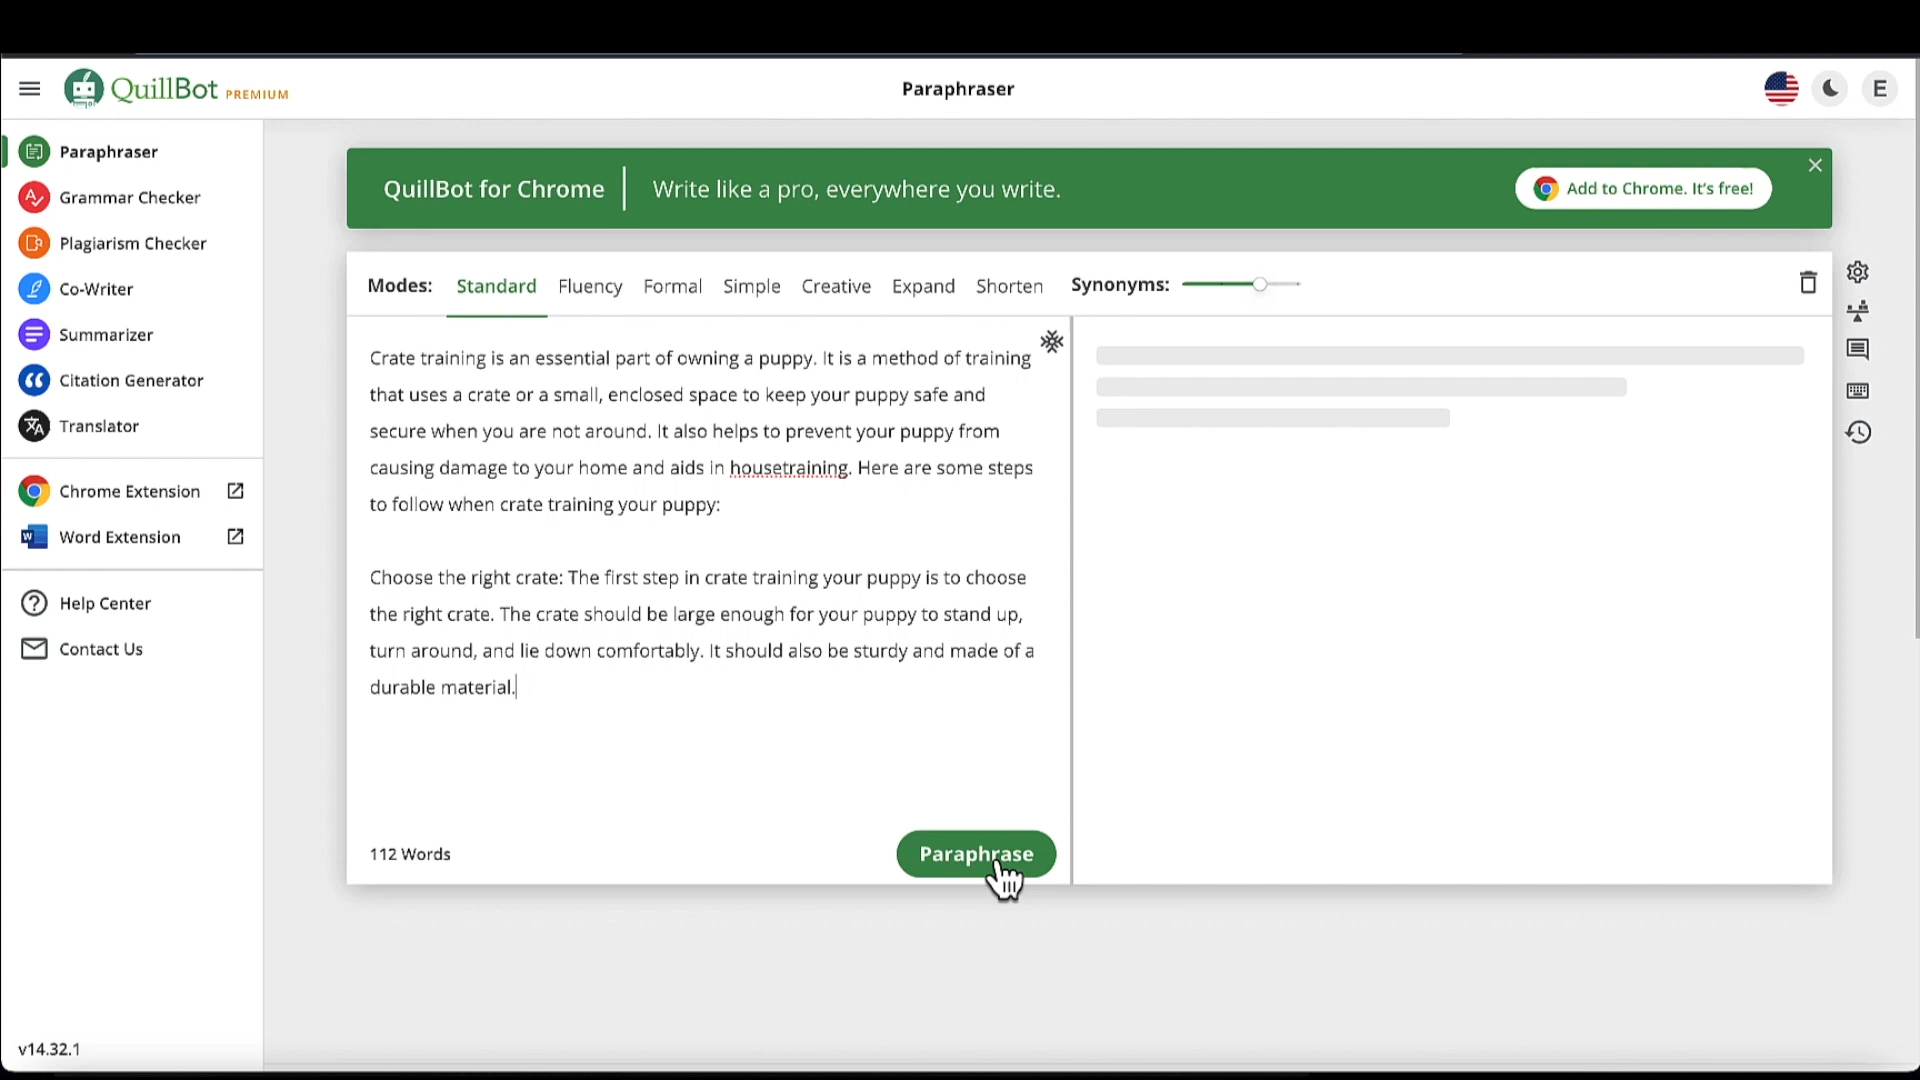 QuillBot PREMIUM
Paraphraser
E
Paraphraser
Grammar Checker
Plagiarism Checker
Co-Writer
Summarizer
Citation Generator
Translator
Chrome Extension
Word Extension
Help Center
Contact Us
v14.32.1
QuillBot for Chrome
Write like a pro, everywhere you write.
Add to Chrome. It's free!
Modes: Standard Fluency Formal Simple Creative Expand Shorten Synonyms:
Crate training is an essential part of owning a puppy. It is a method of training
that uses a crate or a small, enclosed space to keep your puppy safe and
secure when you are not around. It also helps to prevent your puppy from
causing damage to your home and aids in housetraining. Here are some steps
to follow when crate training your puppy:
Choose the right crate: The first step in crate training your puppy is to choose
the right crate. The crate should be large enough for your puppy to stand up,
turn around, and lie down comfortably. It should also be sturdy and made of a
durable material.
112 Words
Paraphrase